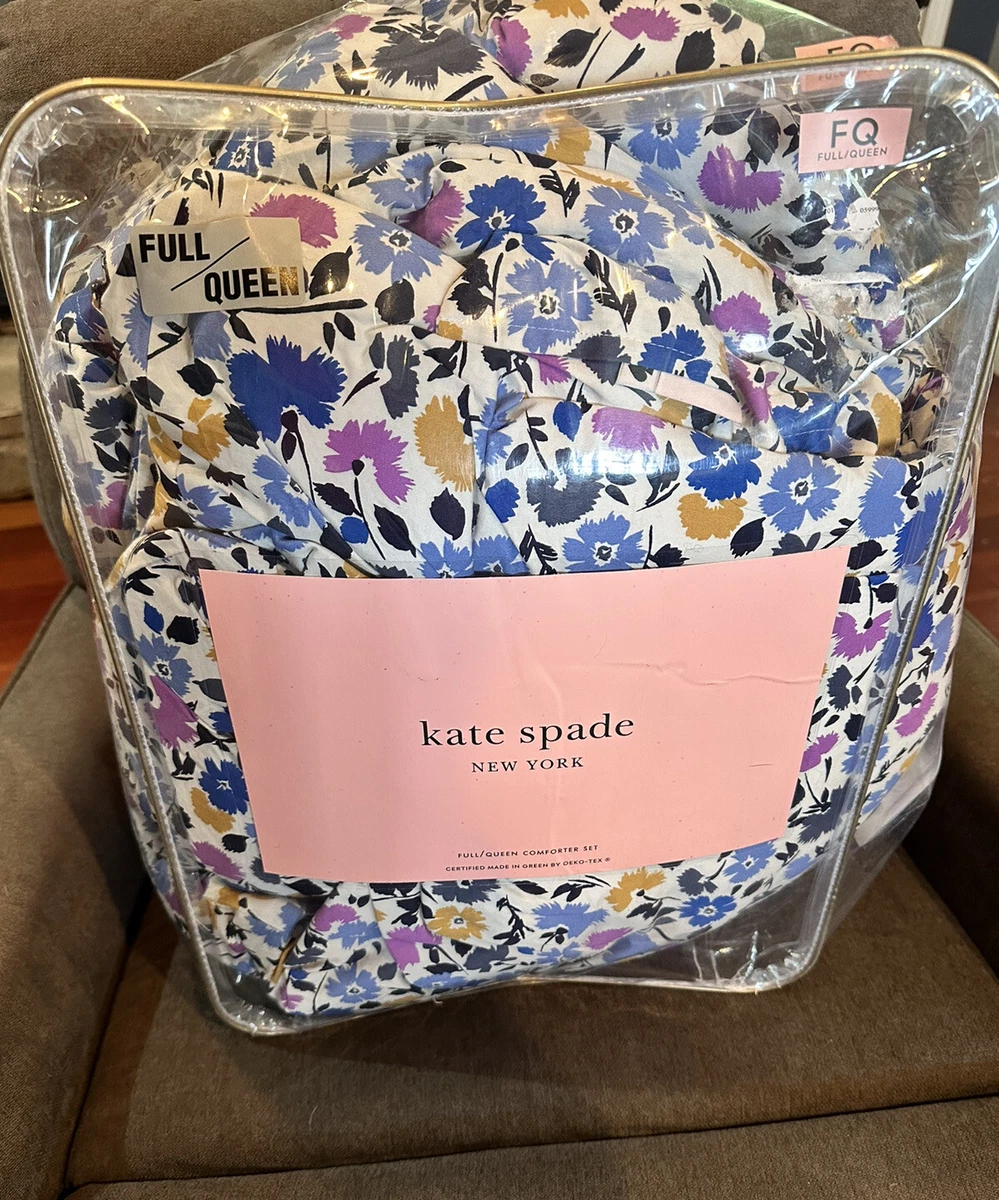 FQ
FQ
FULL/QUEEN
FULL
QUEEN
kate spade
NEW YORK
FULL/QUEEN COMFORTER SET
CERTIFIED MADE IN GREEN BY OEKO-TEX®